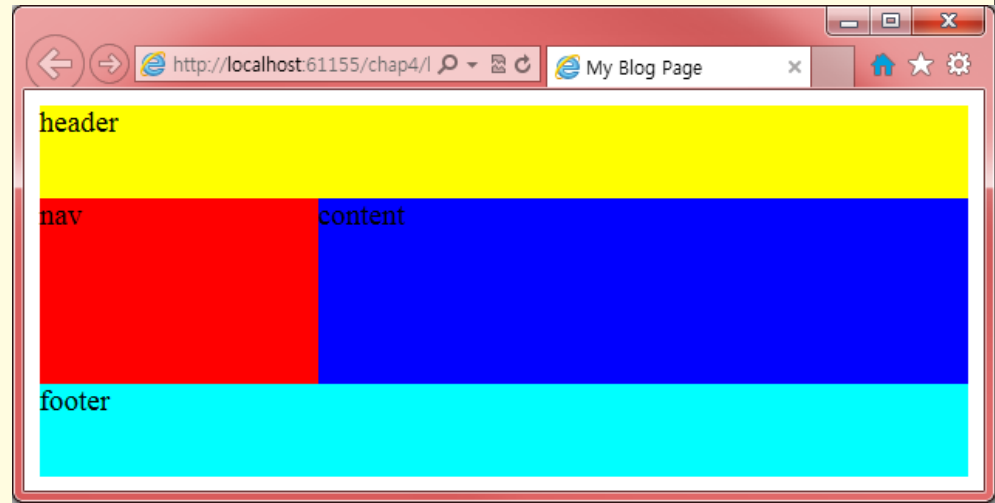 http://localhost:61155/chap4/l
My Blog Page
header
nav
content
footer